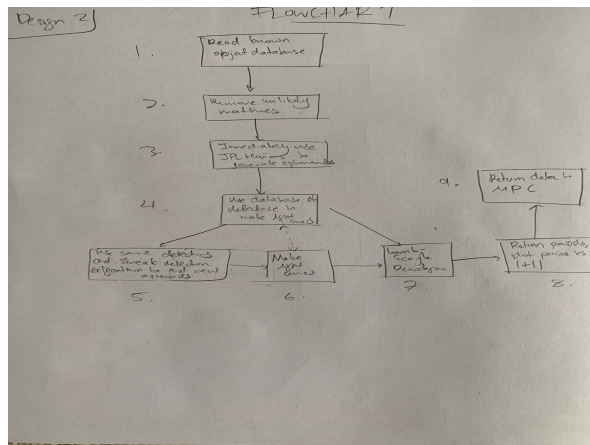 Design 2
FLOWCHART
1.
Read known
object database
2.
Remove unlikely
matches
3.
Immediately use
JPL Horizons to
generate ephemerides
4.
Use database of
detections to
make light
curves
Use same detections
and streak detection
algorithm to find new
asteroids
5.
Make
light
curves
6.
Lomb-
Scargle
Periodogram
7.
Return periods,
plot period vs
|H|
8.
9.
Return data to
MPC